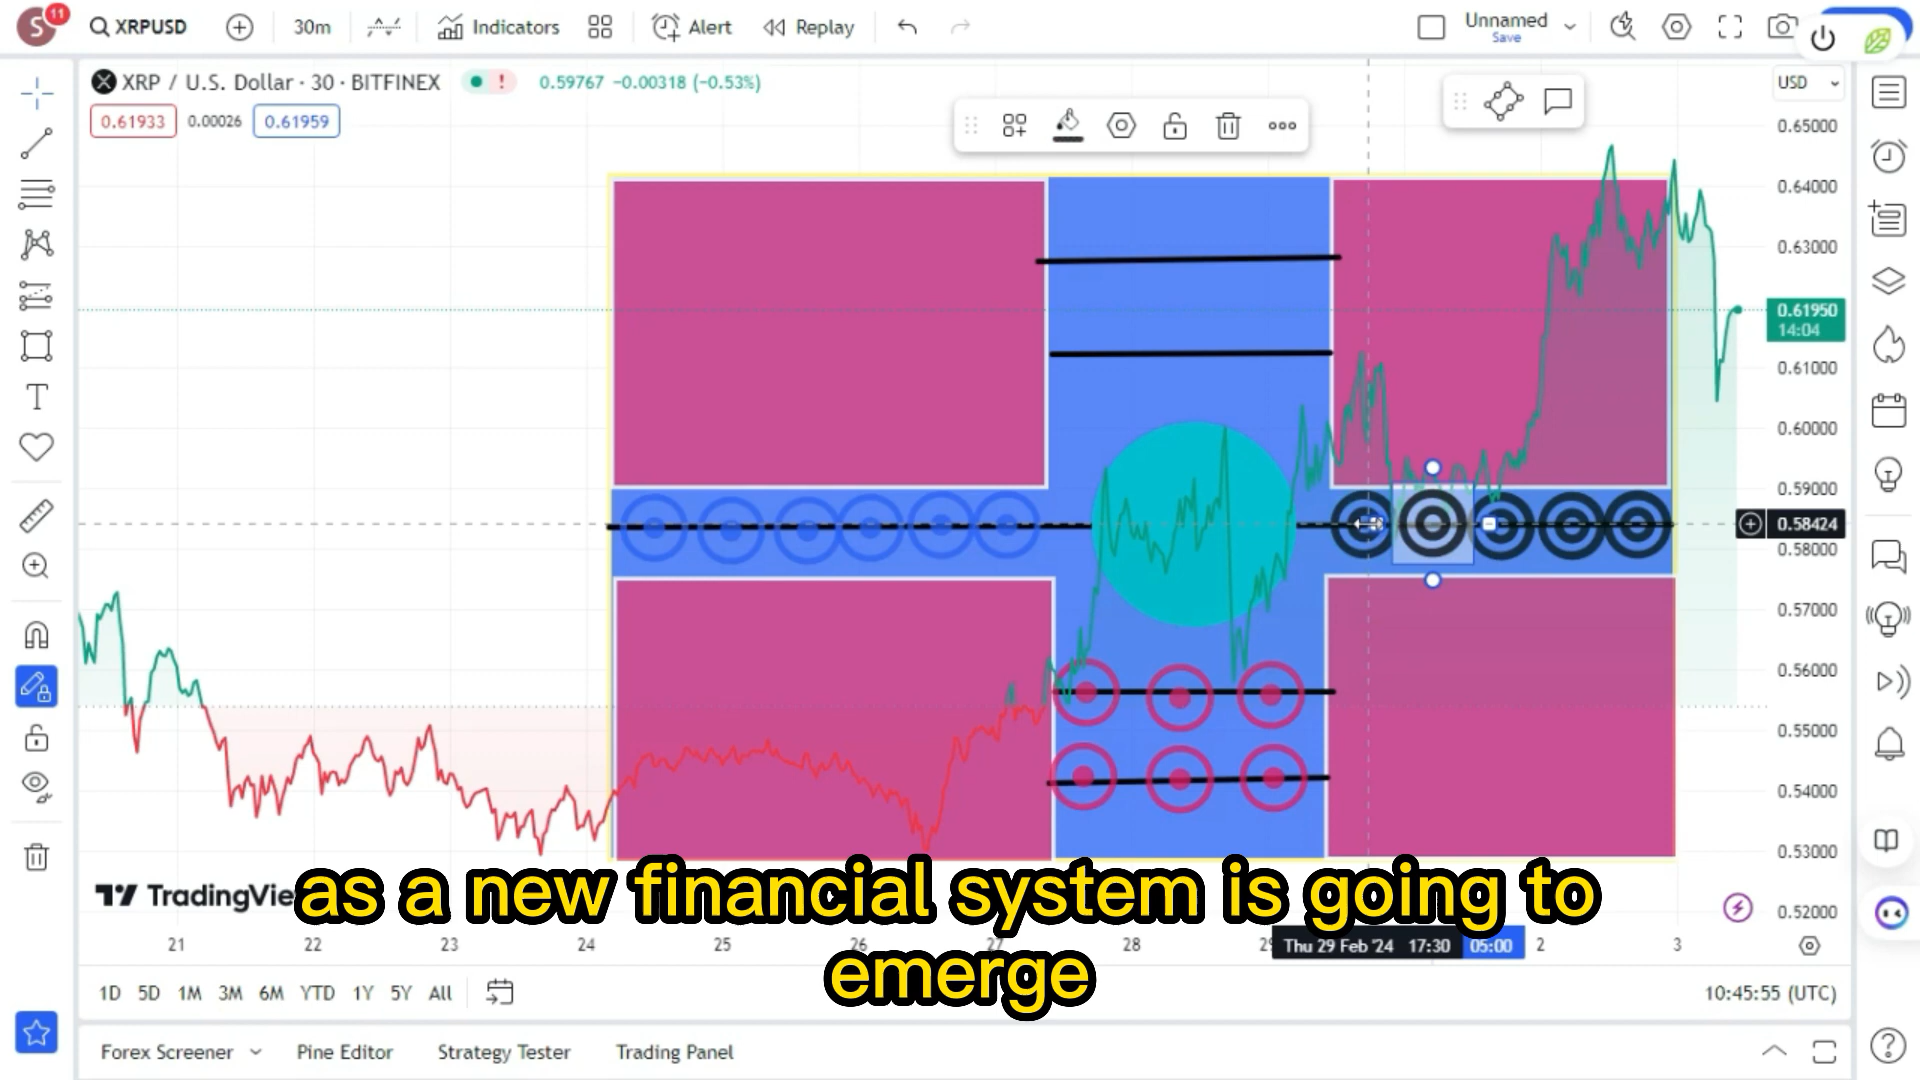 S
11
XRPUSD
30m
Indicators
Alert
Replay
Unnamed
Save
XRP / U.S. Dollar · 30 · BITFINEX
!
0.59767 −0.00318 (−0.53%)
USD
0.61933
0.00026
0.61959
0.65000
0.64000
0.63000
0.61950
14:04
0.61000
0.60000
0.59000
0.58424
0.58000
0.57000
0.56000
0.55000
0.54000
0.53000
0.52000
T
TradingVie
as a new financial system is going to
emerge
21
22
23
24
25
26
27
28
29
Thu 29 Feb '24 17:30
05:00
2
3
1D
5D
1M
3M
6M
YTD
1Y
5Y
All
10:45:55 (UTC)
Forex Screener
Pine Editor
Strategy Tester
Trading Panel